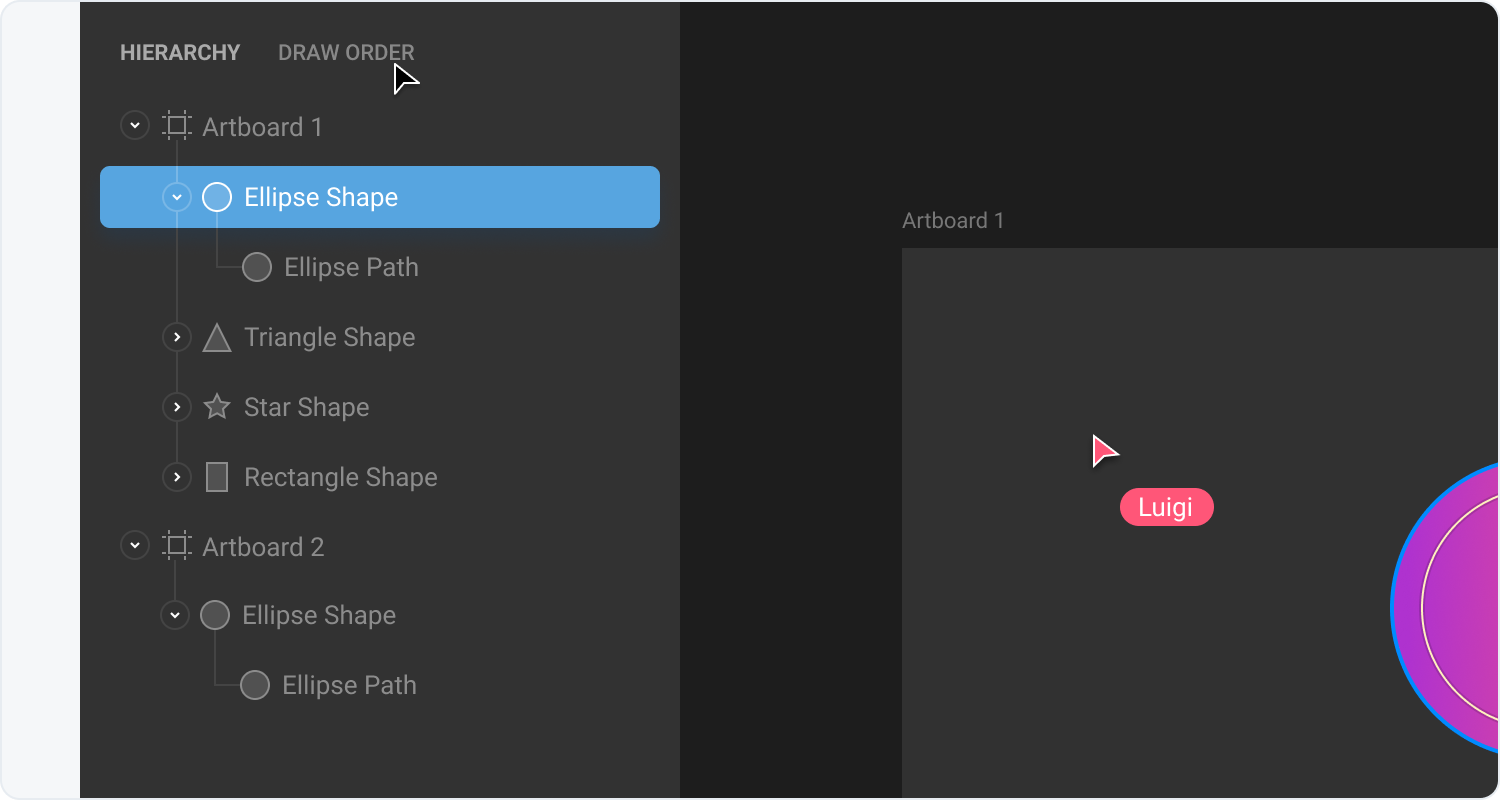 HIERARCHY DRAW ORDER
Artboard 1
Ellipse Shape
Ellipse Path
Triangle Shape
Star Shape
Rectangle Shape
Artboard 2
Ellipse Shape
Ellipse Path
Artboard 1
Luigi